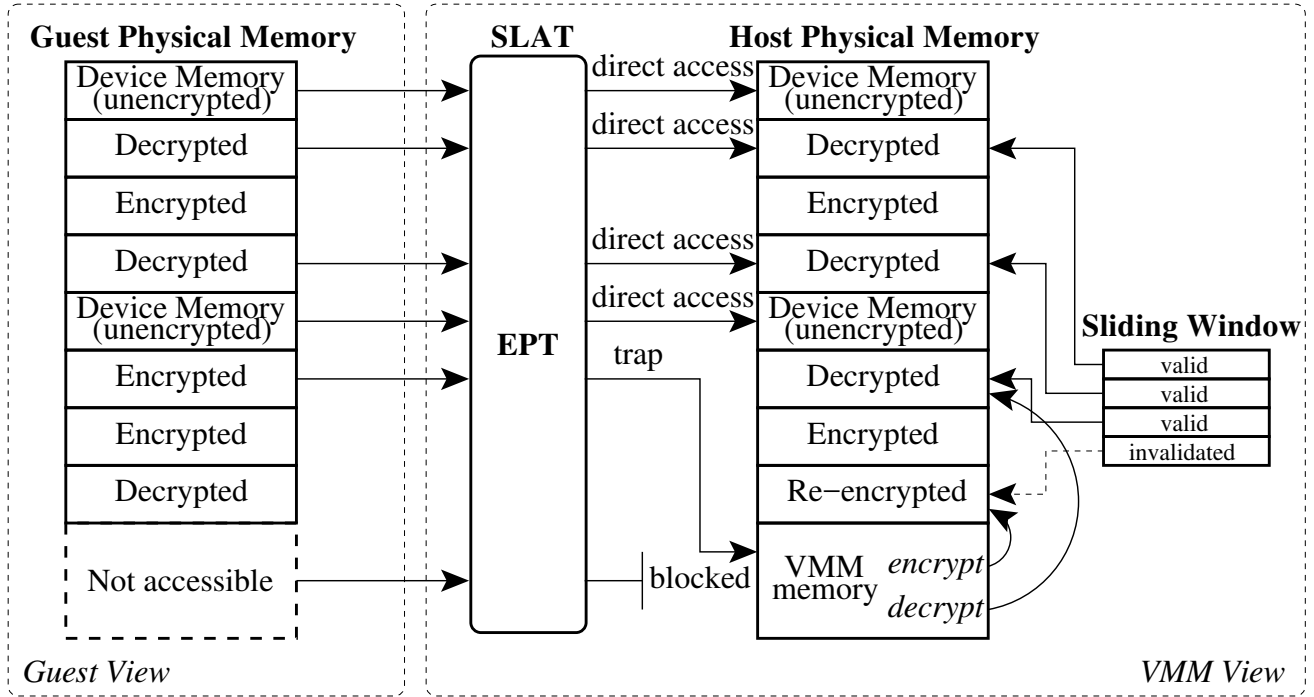 Guest Physical Memory
Device Memory
(unencrypted)
Decrypted
Encrypted
Decrypted
Device Memory
(unencrypted)
Encrypted
Encrypted
Decrypted
Not accessible
Guest View
SLAT
EPT
direct access
direct access
direct access
direct access
trap
blocked
Host Physical Memory
Device Memory
(unencrypted)
Decrypted
Encrypted
Decrypted
Device Memory
(unencrypted)
Decrypted
Encrypted
Re−encrypted
VMM
memory
encrypt
decrypt
Sliding Window
valid
valid
valid
invalidated
VMM View